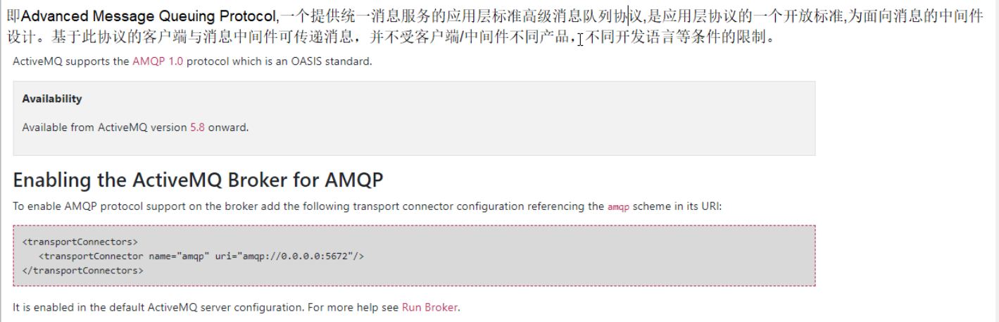 即Advanced Message Queuing Protocol,一个提供统一消息服务的应用层标准高级消息队列协议,是应用层协议的一个开放标准,为面向消息的中间件
设计。基于此协议的客户端与消息中间件可传递消息，并不受客户端/中间件不同产品，不同开发语言等条件的限制。
ActiveMQ supports the AMQP 1.0 protocol which is an OASIS standard.
Availability
Available from ActiveMQ version 5.8 onward.
Enabling the ActiveMQ Broker for AMQP
To enable AMQP protocol support on the broker add the following transport connector configuration referencing the amqp scheme in its URI:
<transportConnectors>
   <transportConnector name="amqp" uri="amqp://0.0.0.0:5672"/>
</transportConnectors>
It is enabled in the default ActiveMQ server configuration. For more help see Run Broker.